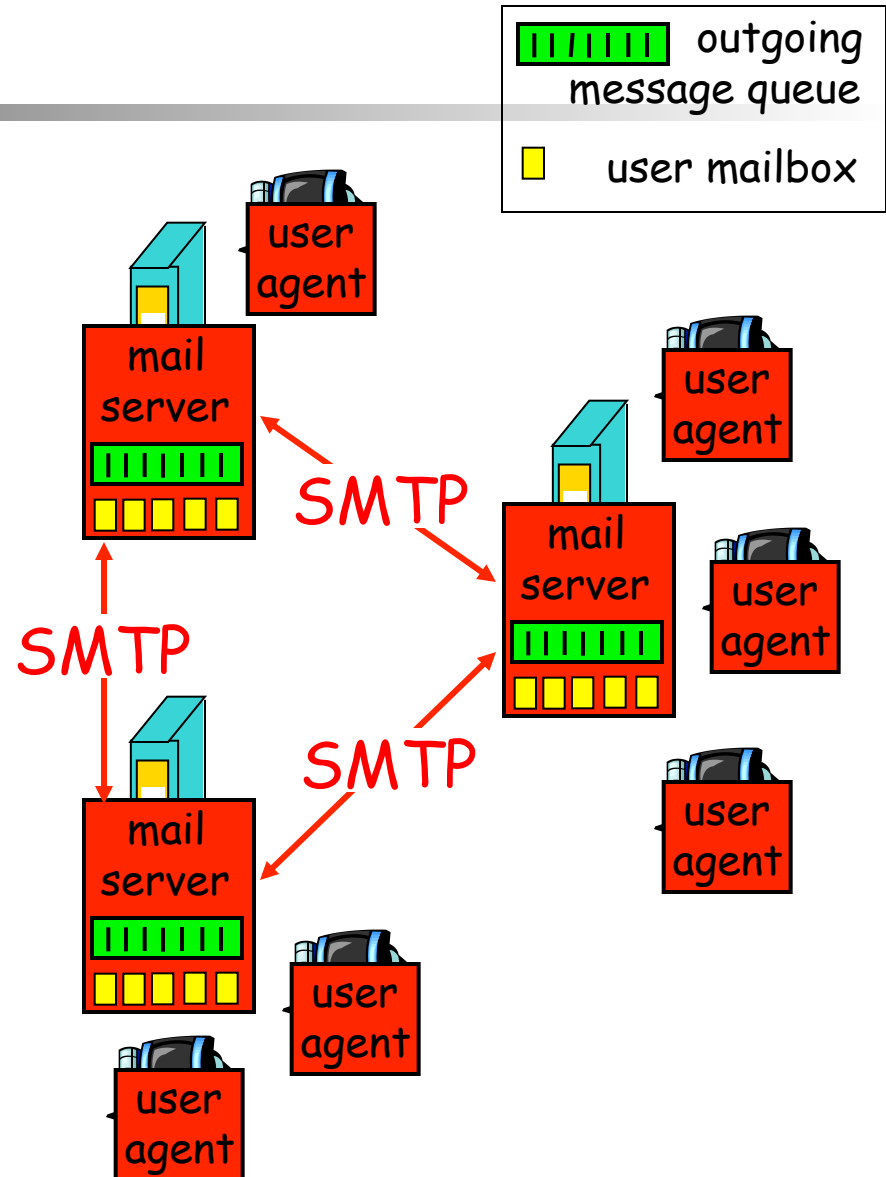 outgoing
message queue
user mailbox
user
agent
mail
server
user
agent
SMTP
mail
server
user
agent
SMTP
SMTP
mail
server
user
agent
user
agent
user
agent